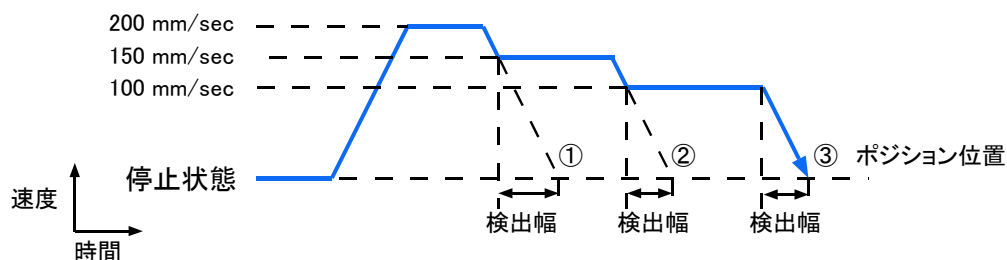 200 mm/sec
150 mm/sec
100 mm/sec
① ② ③ ポジション位置
停止状態
速度
検出幅 検出幅 検出幅
時間